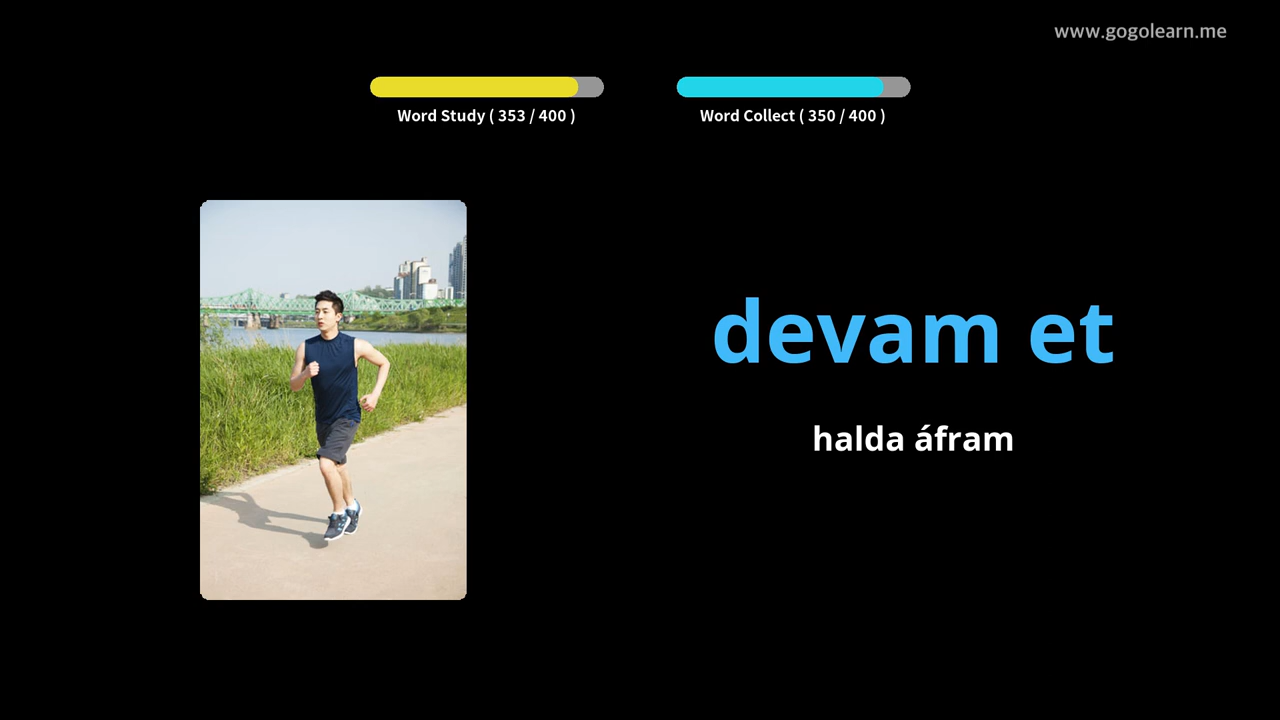 www.gogolearn.me
Word Study ( 353 / 400 )
Word Collect ( 350 / 400 )
devam et
halda áfram